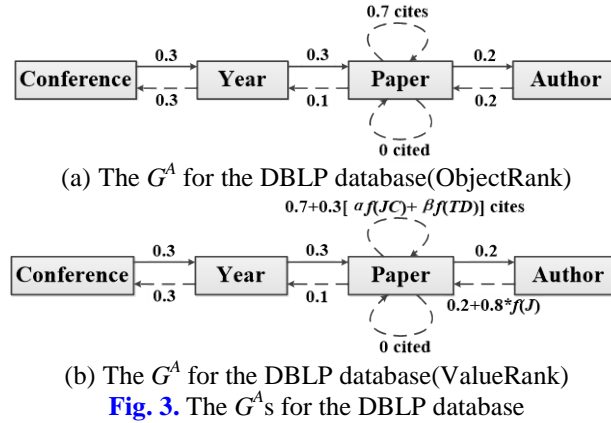 0.7 cites
0.3 0.3 0.2
Conference Year Paper Author
0.3 0.1 0.2
0 cited
(a) The G^A for the DBLP database(ObjectRank)
0.7+0.3[ αf(JC)+ βf(TD)] cites
0.3 0.3 0.2
Conference Year Paper Author
0.3 0.1 0.2+0.8*f(J)
0 cited
(b) The G^A for the DBLP database(ValueRank)
Fig. 3. The G^As for the DBLP database